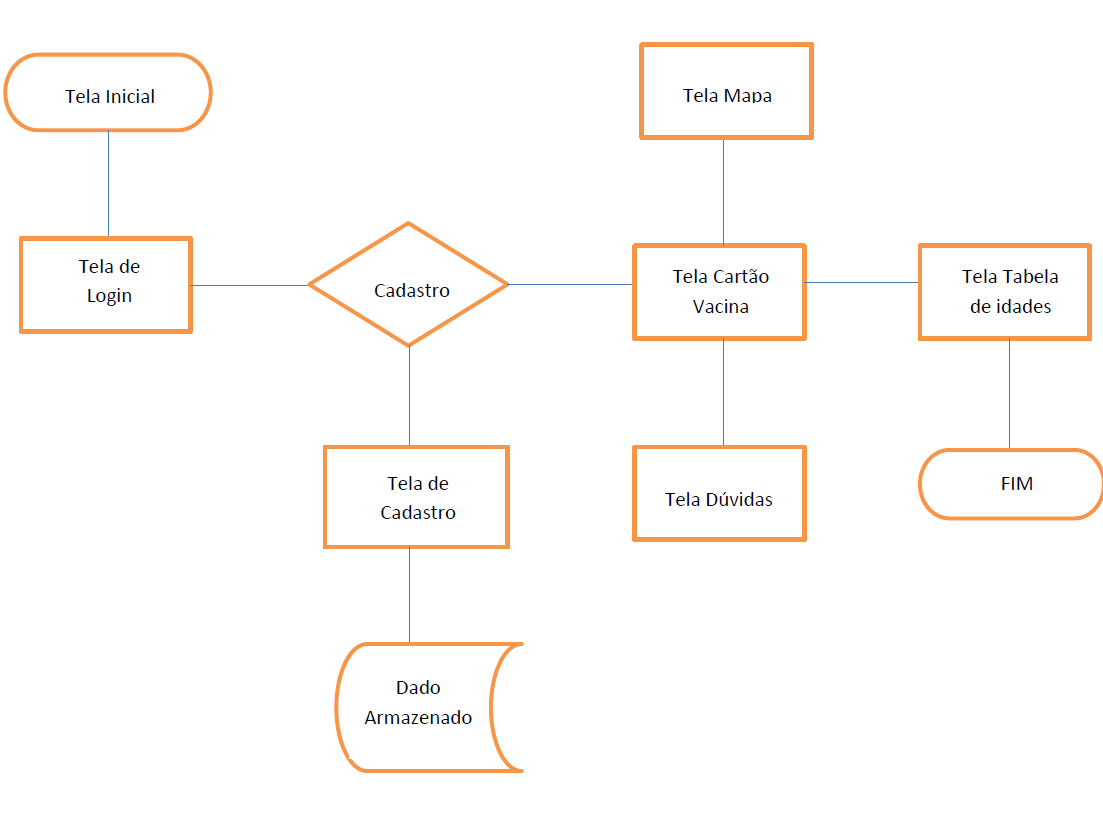 Tela Inicial
Tela Mapa
Tela de
Login
Cadastro
Tela Cartão
Vacina
Tela Tabela
de idades
Tela de
Cadastro
Tela Dúvidas
FIM
Dado
Armazenado